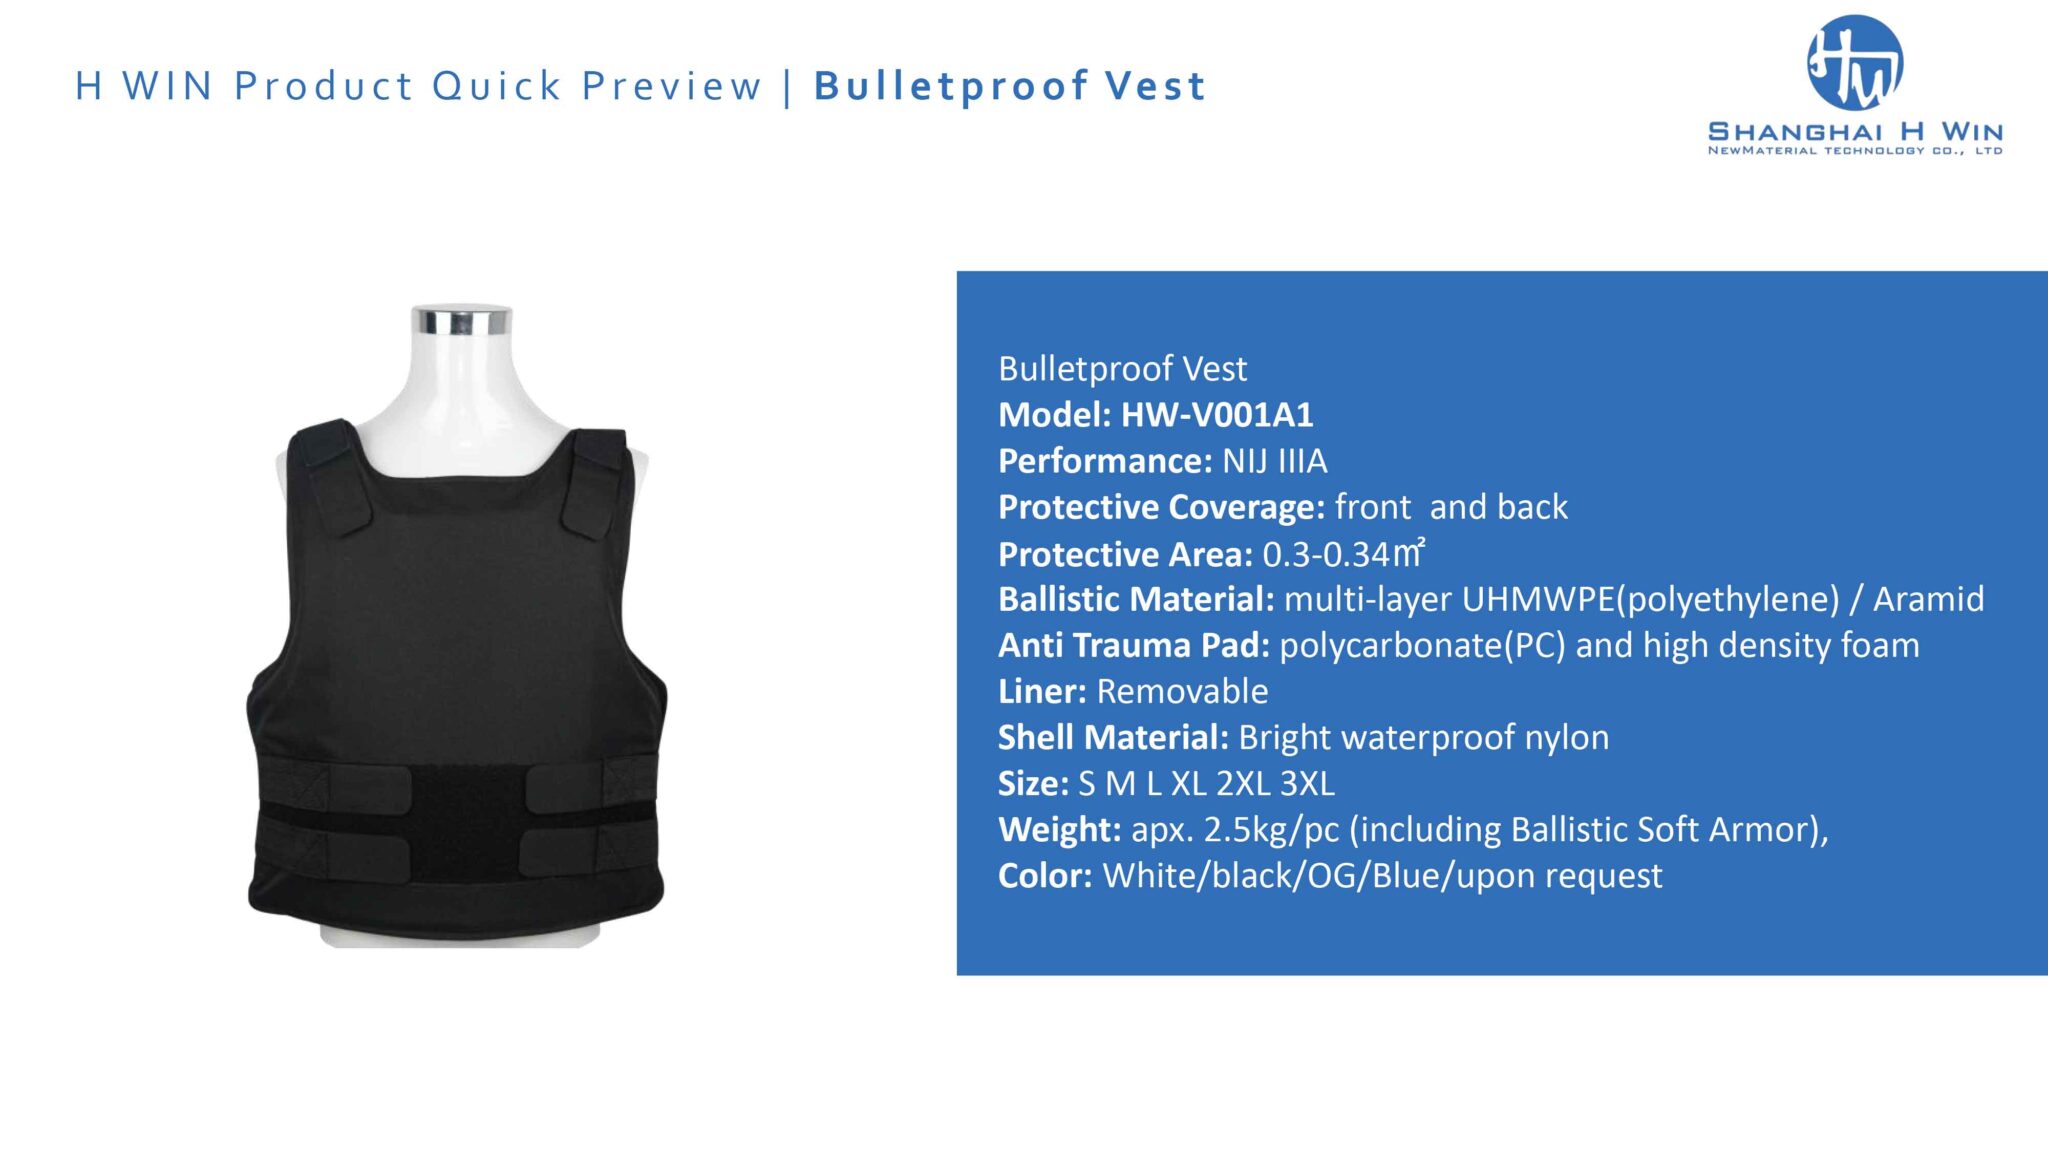 H WIN Product Quick Preview | Bulletproof Vest
HW
SHANGHAI H WIN
NEWMATERIAL TECHNOLOGY CO., LTD
Bulletproof Vest
Model: HW-V001A1
Performance: NIJ IIIA
Protective Coverage: front  and back
Protective Area: 0.3-0.34㎡
Ballistic Material: multi-layer UHMWPE(polyethylene) / Aramid
Anti Trauma Pad: polycarbonate(PC) and high density foam
Liner: Removable
Shell Material: Bright waterproof nylon
Size: S M L XL 2XL 3XL
Weight: apx. 2.5kg/pc (including Ballistic Soft Armor),
Color: White/black/OG/Blue/upon request